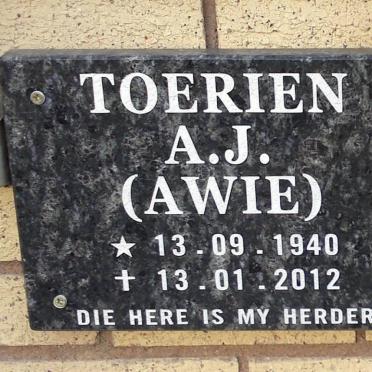 TOERIEN
A.J.
(AWIE)
★ 13.09.1940
✝ 13.01.2012
DIE HERE IS MY HERDER